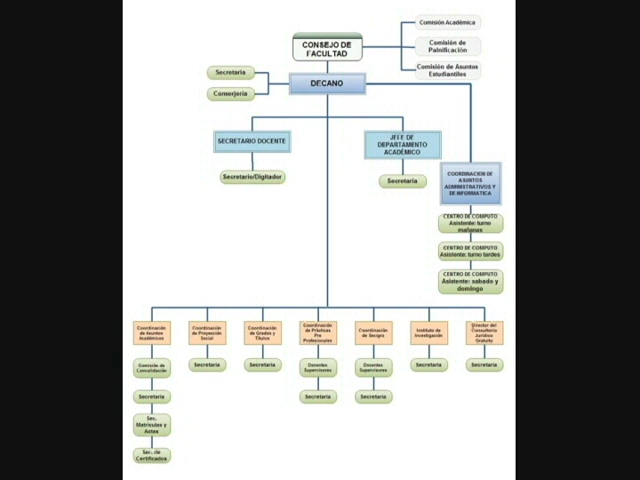 Comisión Académica
CONSEJO DE
FACULTAD
Comisión de
Palnificación
Comisión de Asuntos
Estudiantiles
Secretaria
Conserjeria
DECANO
SECRETARIO DOCENTE
JEFE DE
DEPARTAMENTO
ACADÉMICO
Secretario/Digitador
Secretaria
COORDINACION DE
ASUNTOS
ADMINISTRATIVOS Y
DE INFORMATICA
CENTRO DE COMPUTO
Asistente: turno
mañanas
CENTRO DE COMPUTO
Asistente: turno tardes
CENTRO DE COMPUTO
Asistente: sabado y
domingo
Coordinación
de Asuntos
Académicos
Coordinación
de Proyección
Social
Coordinación
de Grados y
Títulos
Coordinación
de Prácticas
Pre
Profesionales
Coordinación
de Secigra
Instituto de
Investigación
Director del
Consultorio
Jurídico
Gratuito
Comisión de
Convalidación
Secretaria
Secretaria
Docentes
Supervisores
Docentes
Supervisores
Secretaria
Secretaria
Secretaria
Secretaria
Secretaria
Sec.
Matriculas y
Actas
Sec. de
Certificados